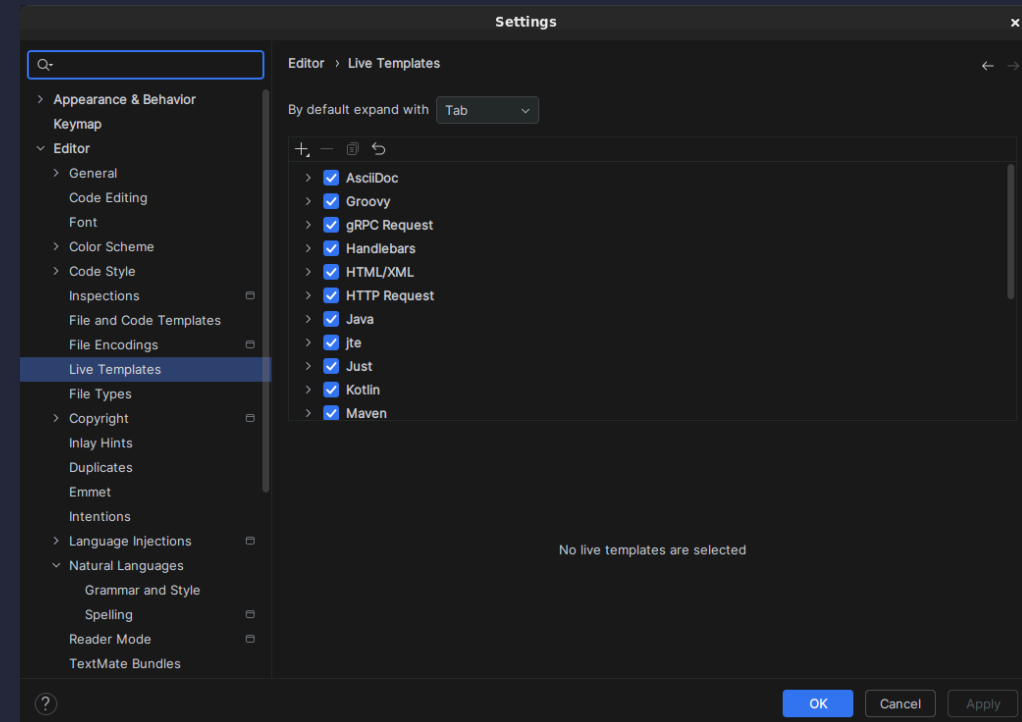 Settings
Editor › Live Templates
By default expand with Tab
Appearance & Behavior
Keymap
Editor
General
Code Editing
Font
Color Scheme
Code Style
Inspections
File and Code Templates
File Encodings
Live Templates
File Types
Copyright
Inlay Hints
Duplicates
Emmet
Intentions
Language Injections
Natural Languages
Grammar and Style
Spelling
Reader Mode
TextMate Bundles
AsciiDoc
Groovy
gRPC Request
Handlebars
HTML/XML
HTTP Request
Java
jte
Just
Kotlin
Maven
No live templates are selected
?
OK Cancel Apply